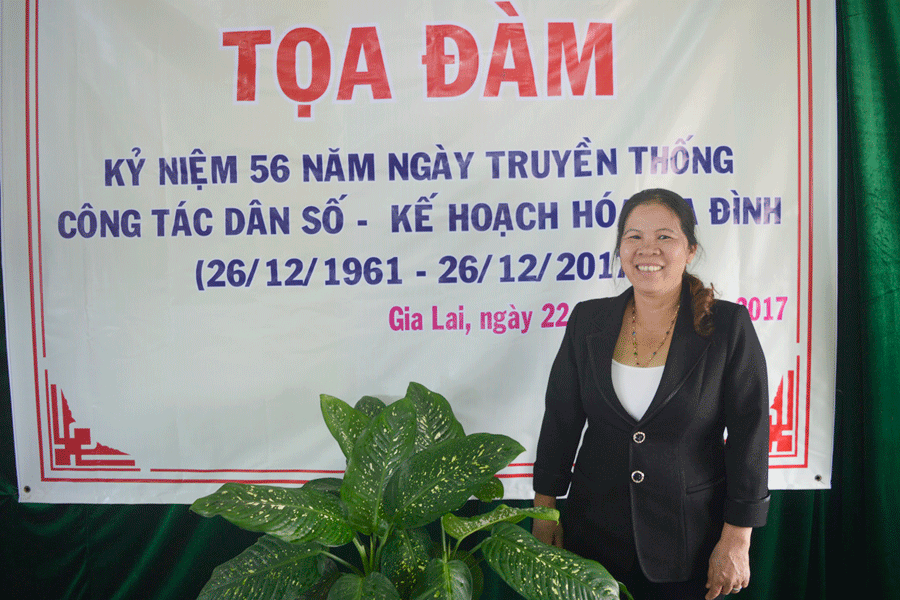 TỌA ĐÀM
KỶ NIỆM 56 NĂM NGÀY TRUYỀN THỐNG
CÔNG TÁC DÂN SỐ - KẾ HOẠCH HÓA ĐÌNH
(26/12/1961 - 26/12/201
Gia Lai, ngày 22 2017